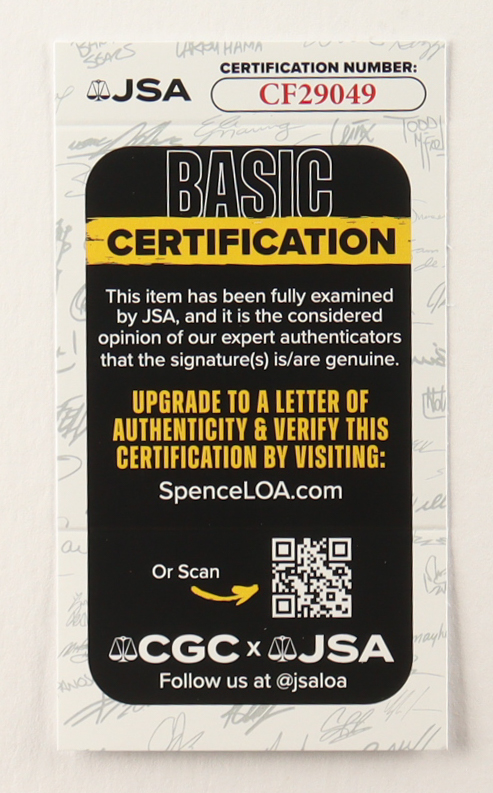 JSA
CERTIFICATION NUMBER:
CF29049
BASIC
CERTIFICATION
This item has been fully examined
by JSA, and it is the considered
opinion of our expert authenticators
that the signature(s) is/are genuine.
UPGRADE TO A LETTER OF
AUTHENTICITY & VERIFY THIS
CERTIFICATION BY VISITING:
SpenceLOA.com
Or Scan
CGC x JSA
Follow us at @jsaloa